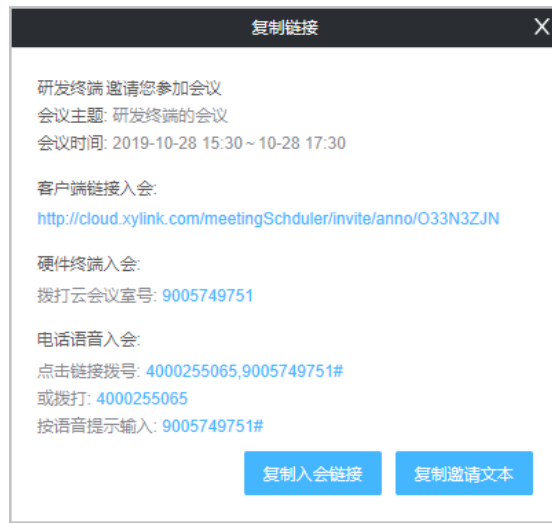 复制链接
X
研发终端 邀请您参加会议
会议主题: 研发终端的会议
会议时间: 2019-10-28 15:30 ~ 10-28 17:30
客户端链接入会:
http://cloud.xylink.com/meetingSchduler/invite/anno/O33N3ZJN
硬件终端入会:
拨打云会议室号: 9005749751
电话语音入会:
点击链接拨号: 4000255065,9005749751#
或拨打: 4000255065
按语音提示输入: 9005749751#
复制入会链接 复制邀请文本